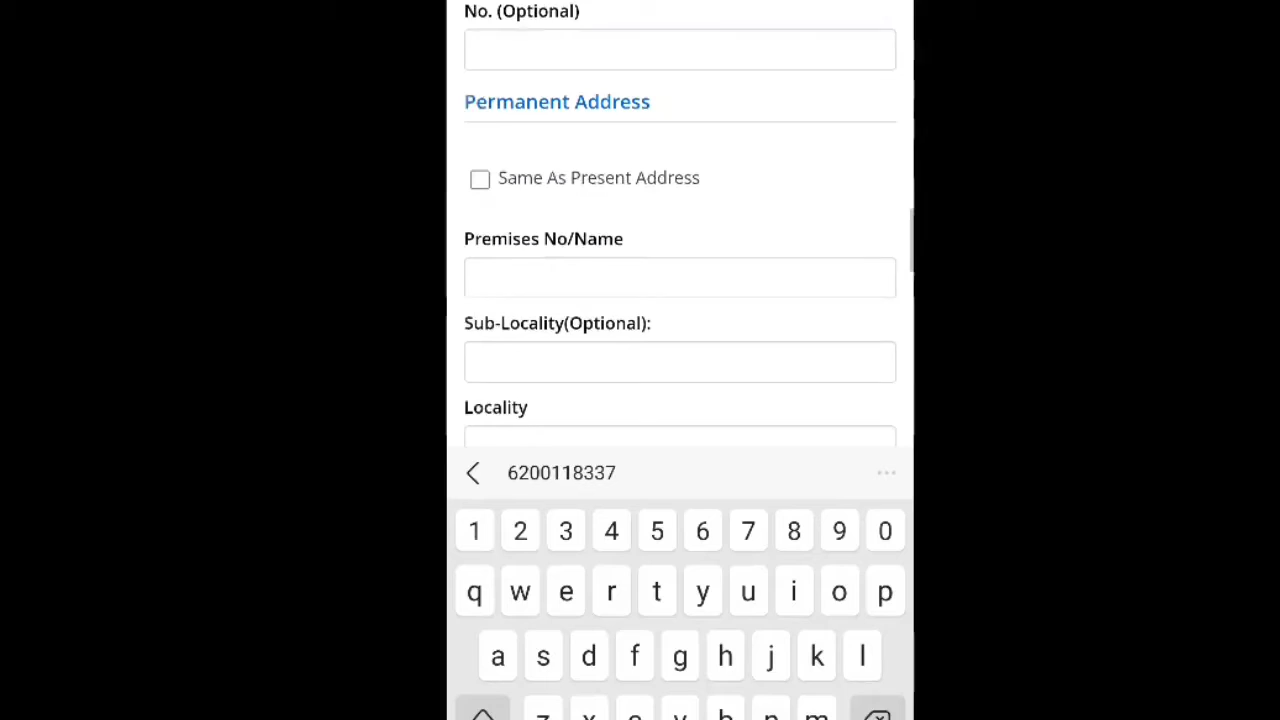 No. (Optional)
Permanent Address
Same As Present Address
Premises No/Name
Sub-Locality(Optional):
Locality
6200118337
1 2 3 4 5 6 7 8 9 0
q w e r t y u i o p
a s d f g h j k l
z x c v b n m